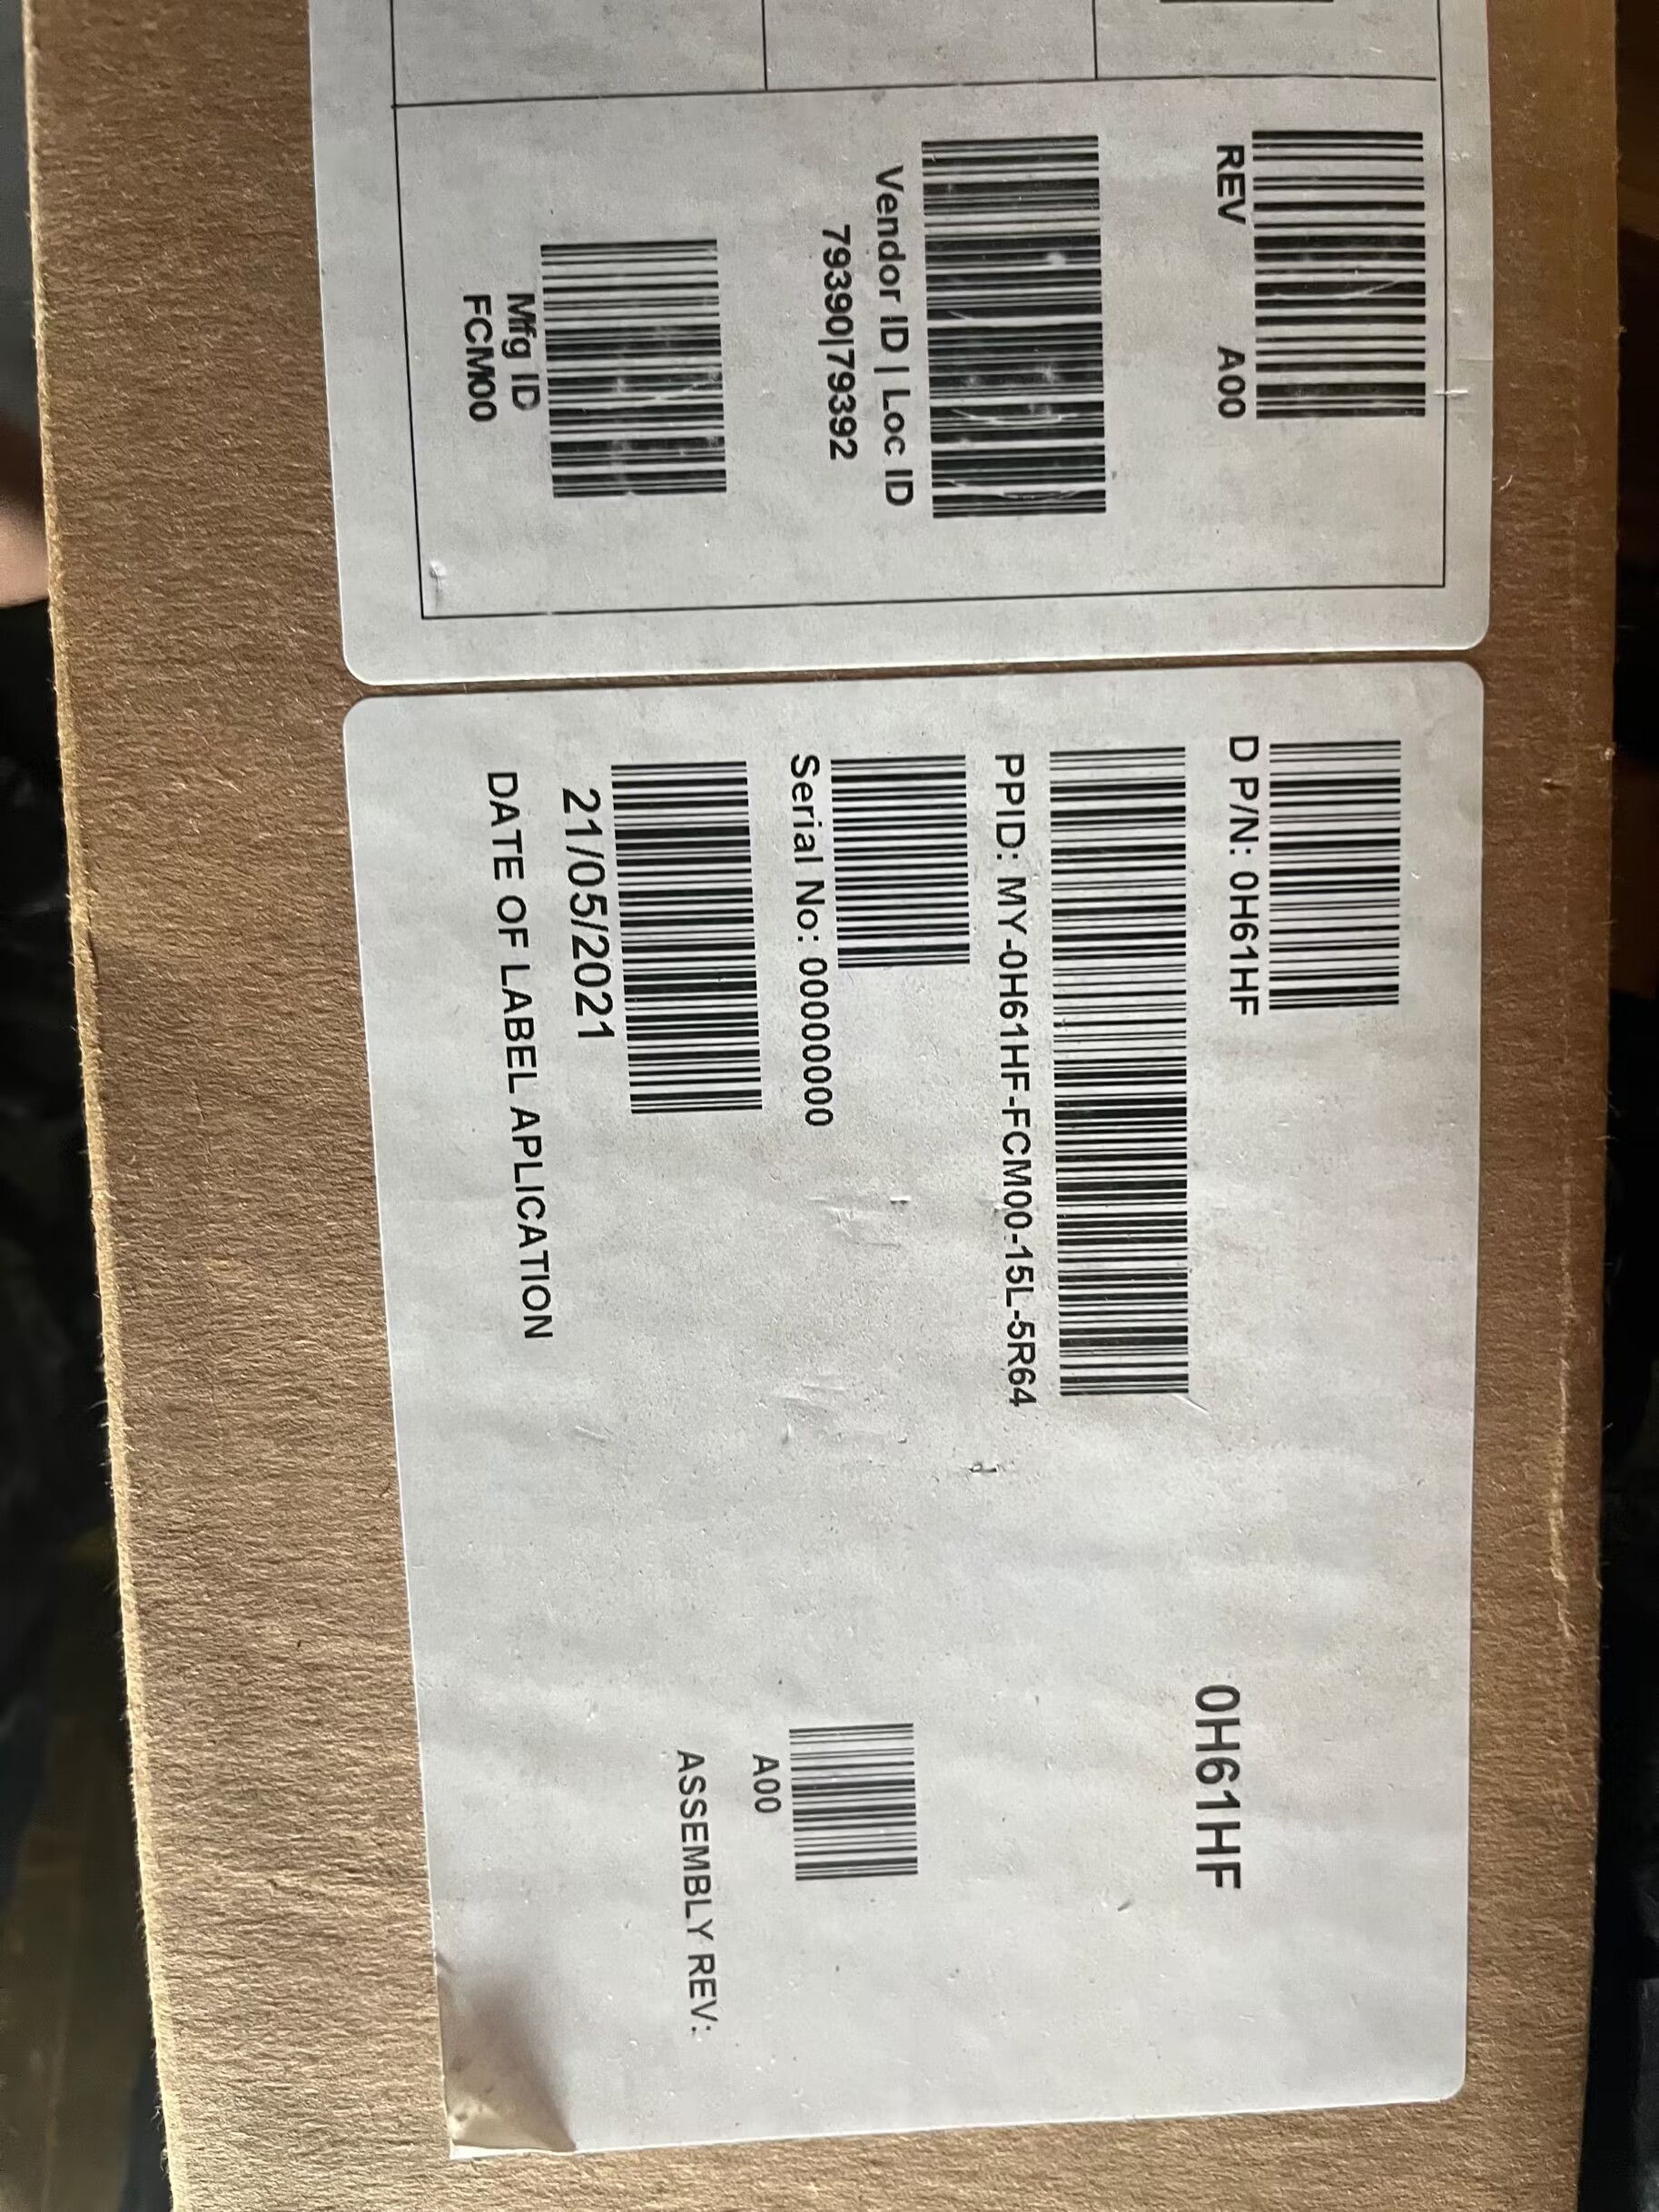 REV A00
Vendor ID | Loc ID
79390|79392
Mfg ID
FCM00
D P/N: 0H61HF
PPID: MY-0H61HF-FCM00-15L-5R64
Serial No: 00000000
21/05/2021
DATE OF LABEL APLICATION
0H61HF
A00
ASSEMBLY REV: